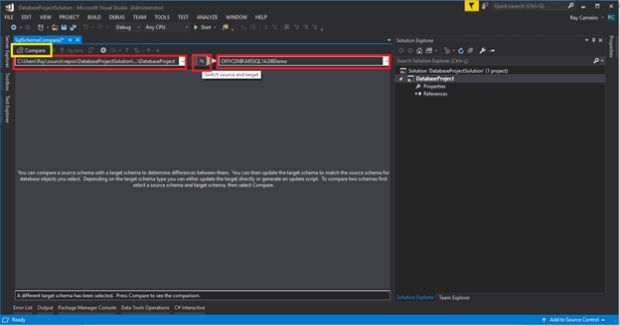 DatabaseProjectSolution - Microsoft Visual Studio (Administrator)
Quick Launch (Ctrl+Q)
FILE EDIT VIEW PROJECT BUILD DEBUG TEAM TOOLS TEST ANALYZE WINDOW HELP
Ray Carneiro RC
Debug Any CPU Start
Server Explorer
Toolbox
Test Explorer
SqlSchemaCompare2*
Compare Update
C:\Users\Ray\source\repos\DatabaseProjectSolution\...\DatabaseProject
OFFICENB\MSSQL14.DBDemo
Switch source and target
You can compare a source schema with a target schema to determine differences between them. You can then update the target schema to match the source schema for
database objects you select. Depending on the target schema type you can either update the target directly or generate an update script. To compare two schemas first
select a source schema and target schema, then select Compare.
A different target schema has been selected. Press Compare to see the comparison.
Error List Output Package Manager Console Data Tools Operations C# Interactive
Solution Explorer
Search Solution Explorer (Ctrl+ç)
Solution 'DatabaseProjectSolution' (1 project)
DatabaseProject
Properties
References
Solution Explorer Team Explorer
Properties
Ready
Add to Source Control